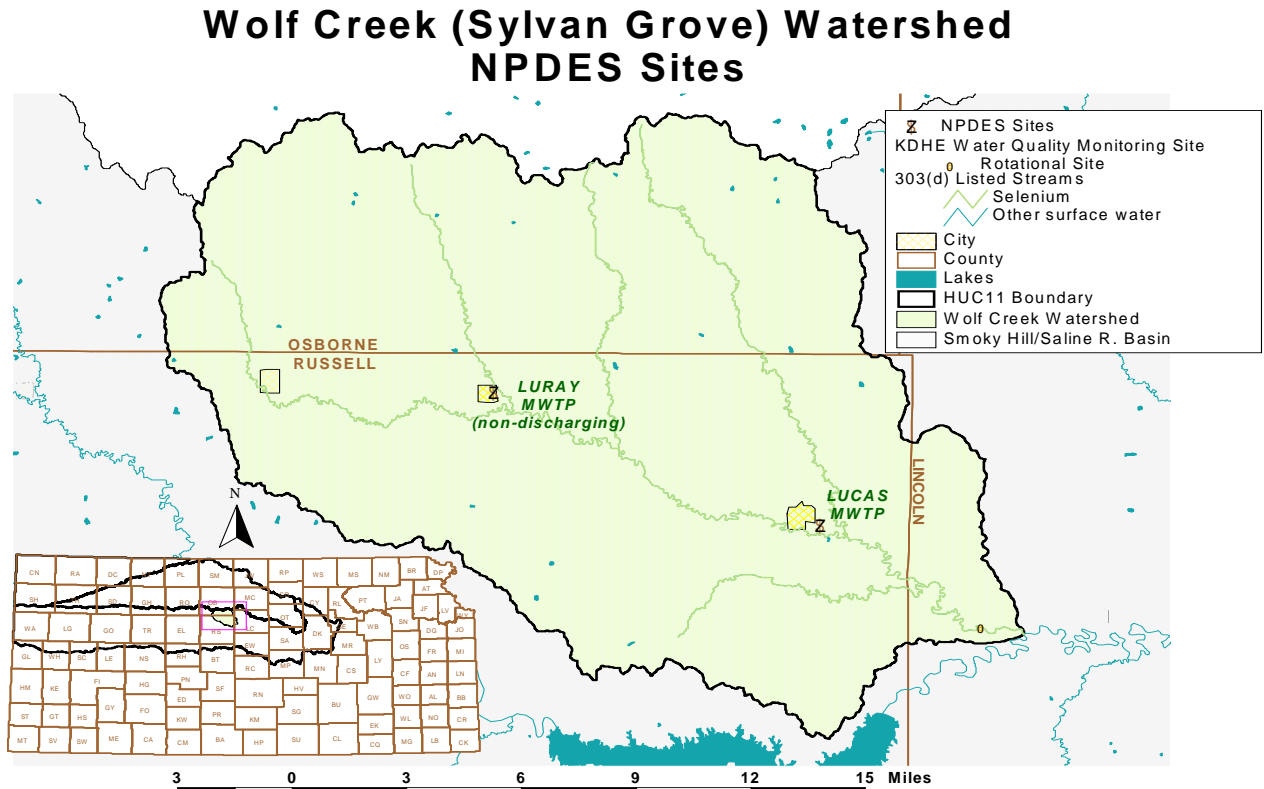 Wolf Creek (Sylvan Grove) Watershed
NPDES Sites
NPDES Sites
KDHE Water Quality Monitoring Site
Rotational Site
303(d) Listed Streams
Selenium
Other surface water
City
County
Lakes
HUC11 Boundary
Wolf Creek Watershed
Smoky Hill/Saline R. Basin
OSBORNE
RUSSELL
LURAY
MWTP
(non-discharging)
LUCAS
MWTP
LINCOLN
N
CN RA DC PL SM RP WS MS NM BR DP
SH SD GH RO OB MC CY RL PT JA AT JF LV
WA LG GO TR EL RS SA DK WB SN DG JO
GL WH SC LE NS RH BT EW MP MR LY OS FR MI
HM KE FI HG PN SF RC RN MN HV CS CF AN LN
ST GT HS GY FO ED KW PR KM SG BU GW EK WO AL BB WL NO CR
MT SV SW ME CA CM BA HP SU CL CQ MG LB CK
3 0 3 6 9 12 15 Miles